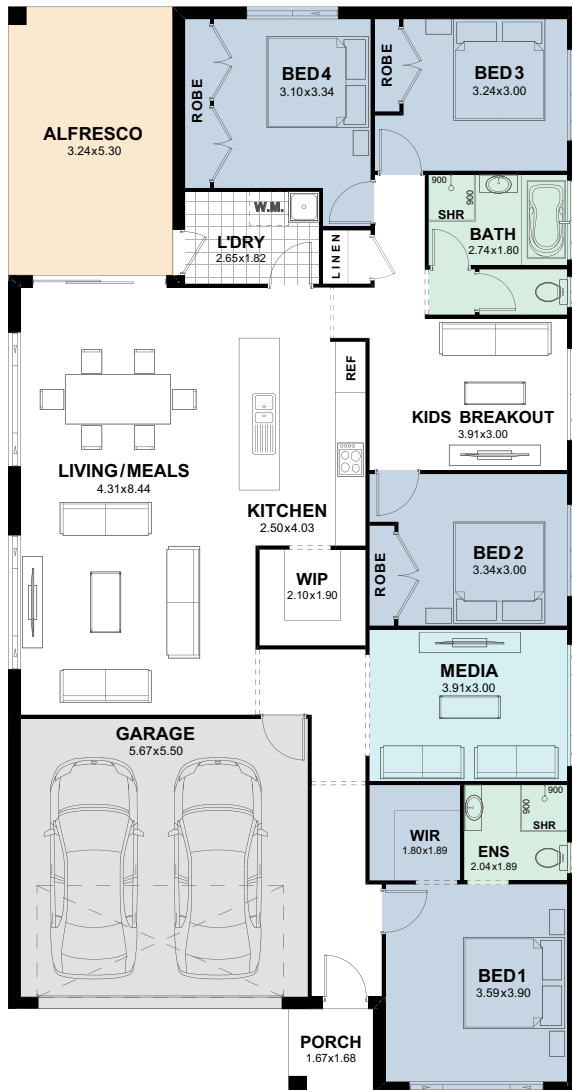 ROBE
BED 4
3.10x3.34
ROBE
BED 3
3.24x3.00
ALFRESCO
3.24x5.30
900
900
SHR
W.M.
L'DRY
2.65x1.82
LINEN
BATH
2.74x1.80
REF
KIDS BREAKOUT
3.91x3.00
LIVING/MEALS
4.31x8.44
KITCHEN
2.50x4.03
ROBE
BED 2
3.34x3.00
WIP
2.10x1.90
MEDIA
3.91x3.00
GARAGE
5.67x5.50
WIR
1.80x1.89
900
900
SHR
ENS
2.04x1.89
BED 1
3.59x3.90
PORCH
1.67x1.68